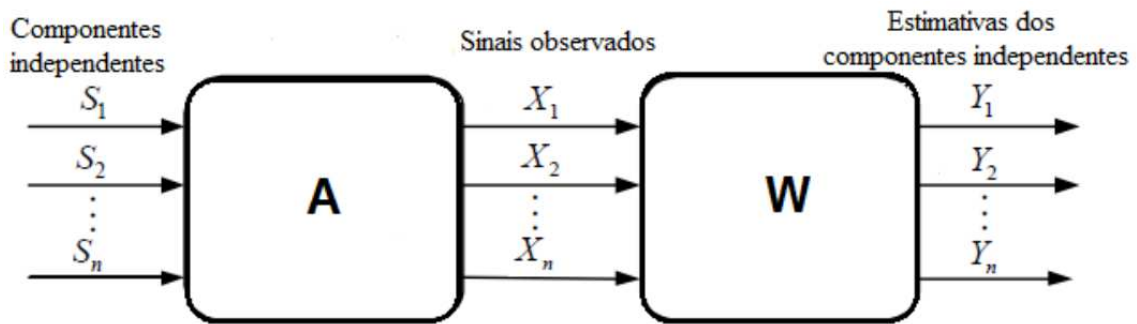 Componentes
independentes
Sinais observados
Estimativas dos
componentes independentes
S₁
X₁
Y₁
S₂
X₂
Y₂
A
W
Sₙ
Xₙ
Yₙ